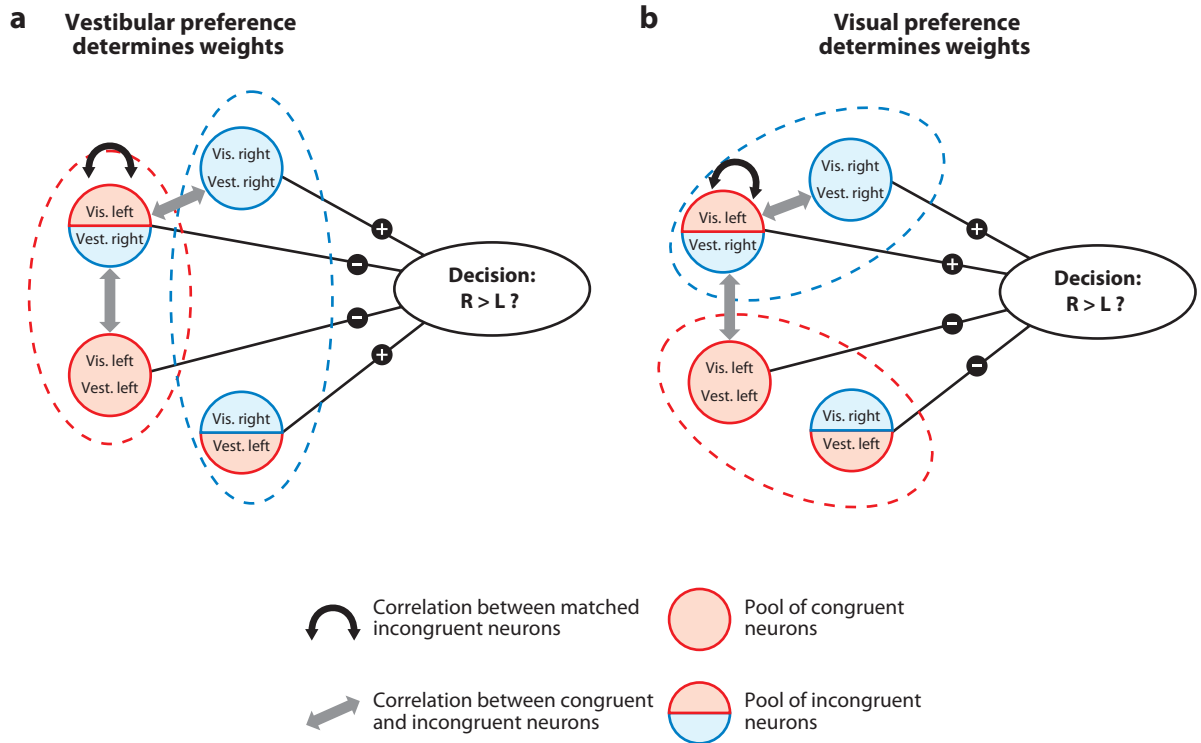 a
Vestibular preference
determines weights
Vis. right
Vest. right
Vis. left
Vest. right
+
−
Decision:
R > L ?
−
+
Vis. left
Vest. left
Vis. right
Vest. left
b
Visual preference
determines weights
Vis. right
Vest. right
Vis. left
Vest. right
+
+
Decision:
R > L ?
−
−
Vis. left
Vest. left
Vis. right
Vest. left
Correlation between matched
incongruent neurons
Pool of congruent
neurons
Correlation between congruent
and incongruent neurons
Pool of incongruent
neurons